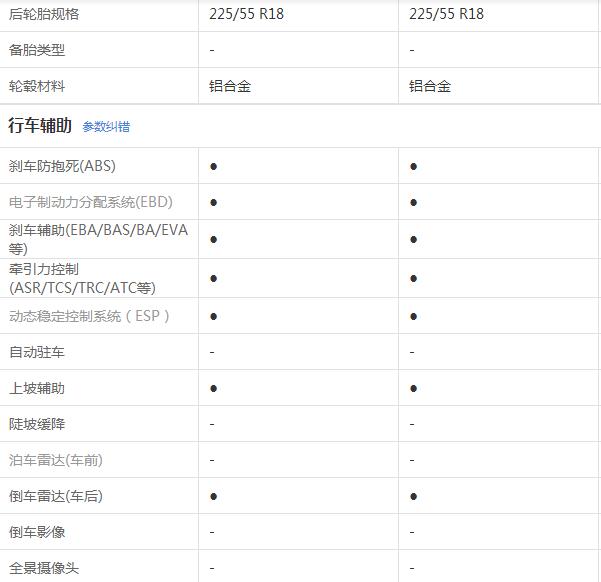 后轮胎规格 225/55 R18 225/55 R18
备胎类型 - -
轮毂材料 铝合金 铝合金
行车辅助 参数纠错
刹车防抱死(ABS) ● ●
电子制动力分配系统(EBD) ● ●
刹车辅助(EBA/BAS/BA/EVA
等) ● ●
牵引力控制
(ASR/TCS/TRC/ATC等) ● ●
动态稳定控制系统（ESP） ● ●
自动驻车 - -
上坡辅助 ● ●
陡坡缓降 - -
泊车雷达(车前) - -
倒车雷达(车后) ● ●
倒车影像 - -
全景摄像头 - -